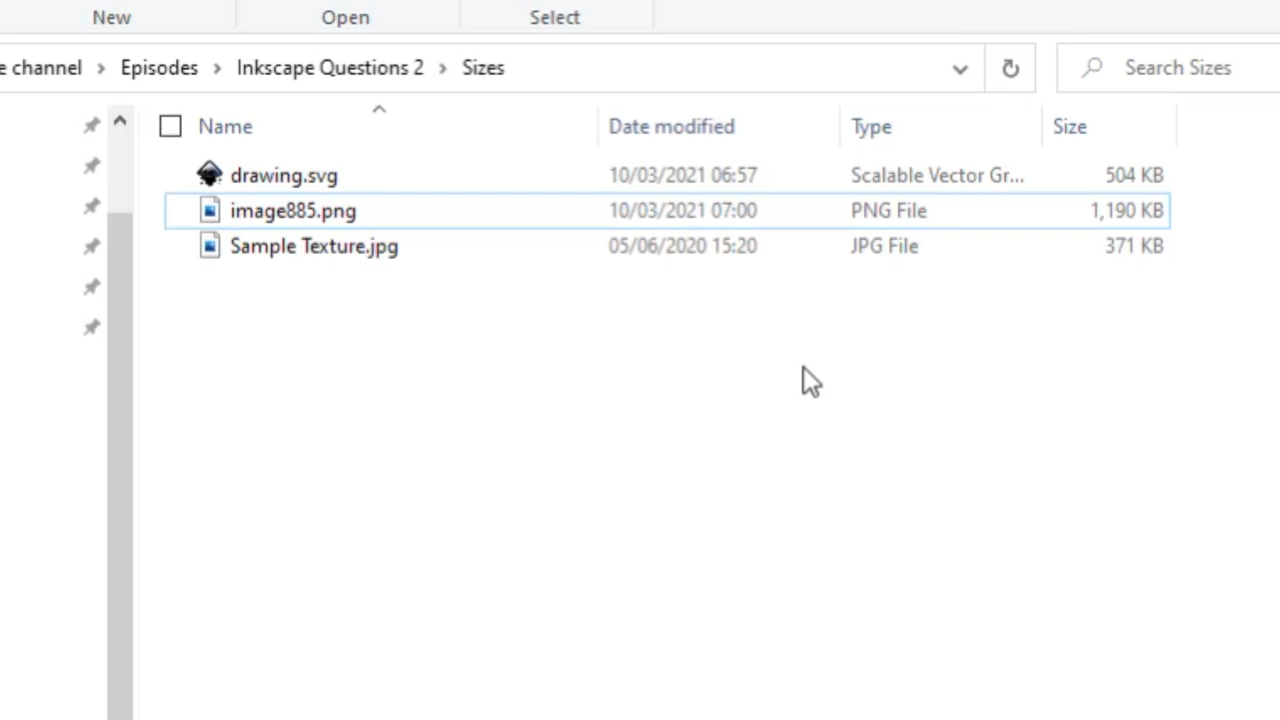 New Open Select
e channel > Episodes > Inkscape Questions 2 > Sizes Search Sizes
Name Date modified Type Size
drawing.svg 10/03/2021 06:57 Scalable Vector Gr... 504 KB
image885.png 10/03/2021 07:00 PNG File 1,190 KB
Sample Texture.jpg 05/06/2020 15:20 JPG File 371 KB